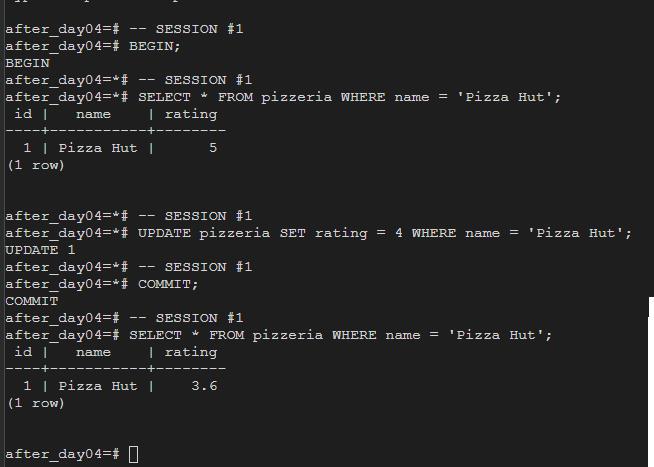 after_day04=# -- SESSION #1
after_day04=# BEGIN;
BEGIN
after_day04=*# -- SESSION #1
after_day04=*# SELECT * FROM pizzeria WHERE name = 'Pizza Hut';
 id |   name    | rating
----+-----------+--------
  1 | Pizza Hut |      5
(1 row)

after_day04=*# -- SESSION #1
after_day04=*# UPDATE pizzeria SET rating = 4 WHERE name = 'Pizza Hut';
UPDATE 1
after_day04=*# -- SESSION #1
after_day04=*# COMMIT;
COMMIT
after_day04=# -- SESSION #1
after_day04=# SELECT * FROM pizzeria WHERE name = 'Pizza Hut';
 id |   name    | rating
----+-----------+--------
  1 | Pizza Hut |    3.6
(1 row)

after_day04=#